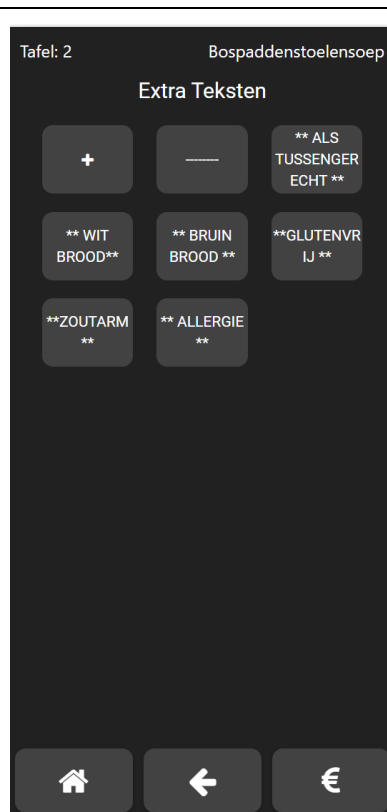 Tafel: 2 Bospaddenstoelensoep
Extra Teksten
+
--------
** ALS
TUSSENGER
ECHT **
** WIT
BROOD**
** BRUIN
BROOD **
**GLUTENVR
IJ **
**ZOUTARM
**
** ALLERGIE
**
€